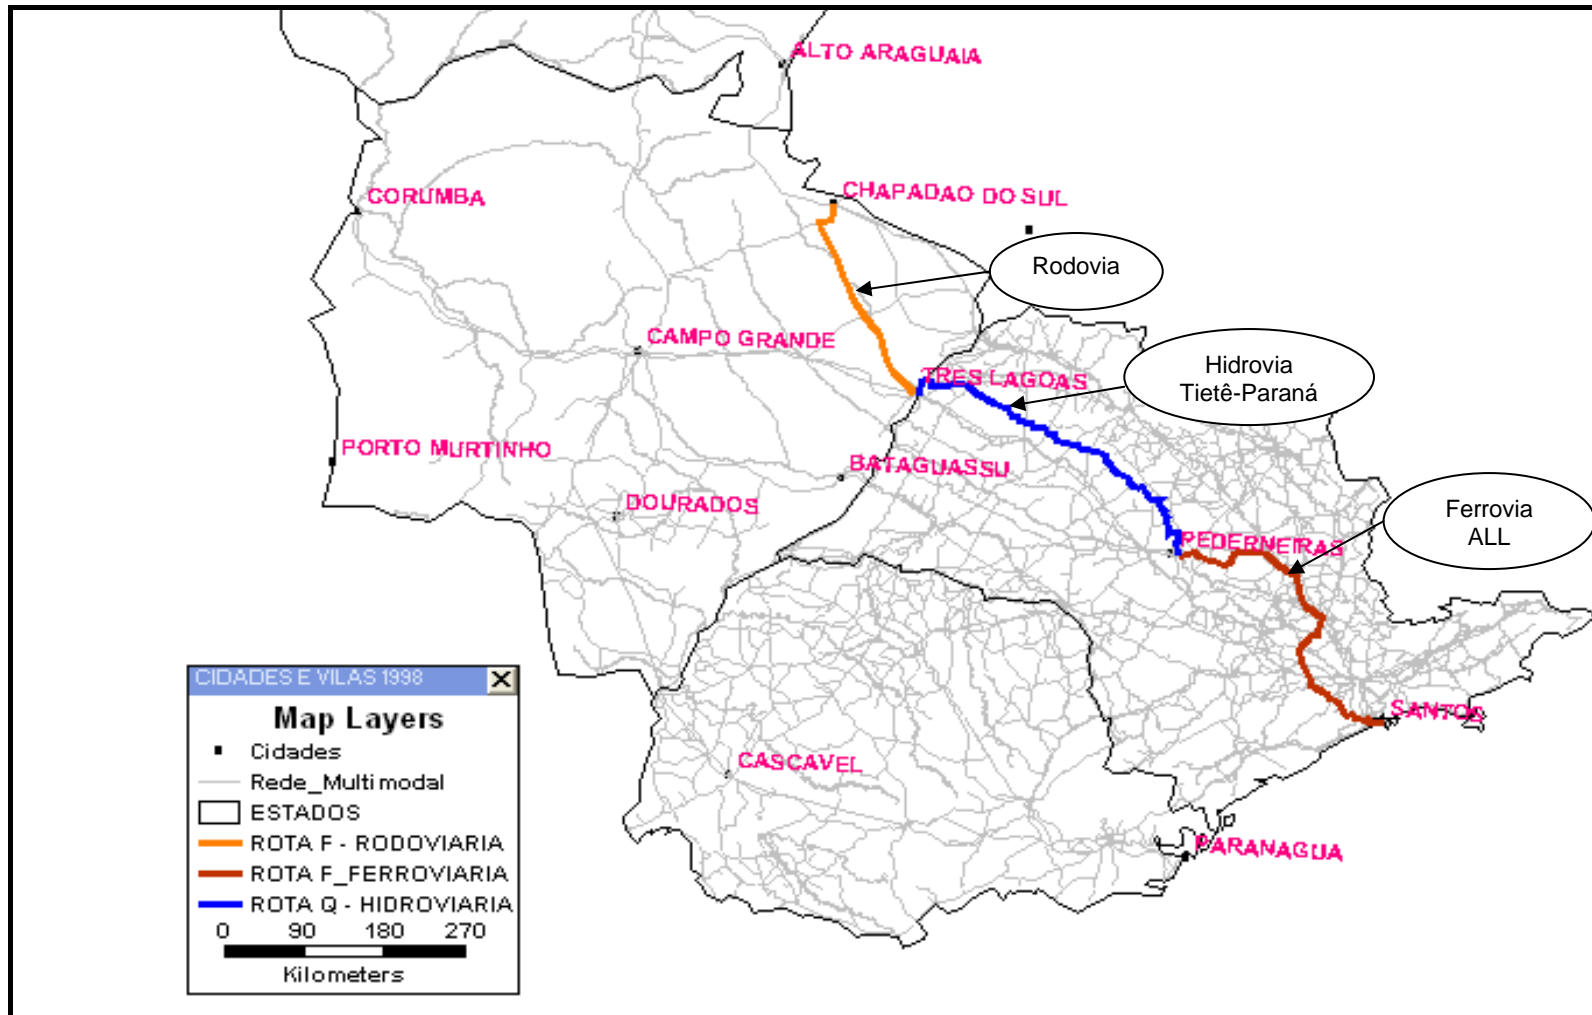 ALTO ARAGUAIA
CORUMBA
CHAPADAO DO SUL
Rodovia
CAMPO GRANDE
TRES LAGOAS
Hidrovia
Tietê-Paraná
PORTO MURTINHO
BATAGUASSU
DOURADOS
PEDERNEIRAS
Ferrovia
ALL
SANTOS
CASCAVEL
PARANAGUA
CIDADES E VILAS 1998
Map Layers
Cidades
Rede_Multimodal
ESTADOS
ROTA F - RODOVIARIA
ROTA F_FERROVIARIA
ROTA Q - HIDROVIARIA
0 90 180 270
Kilometers